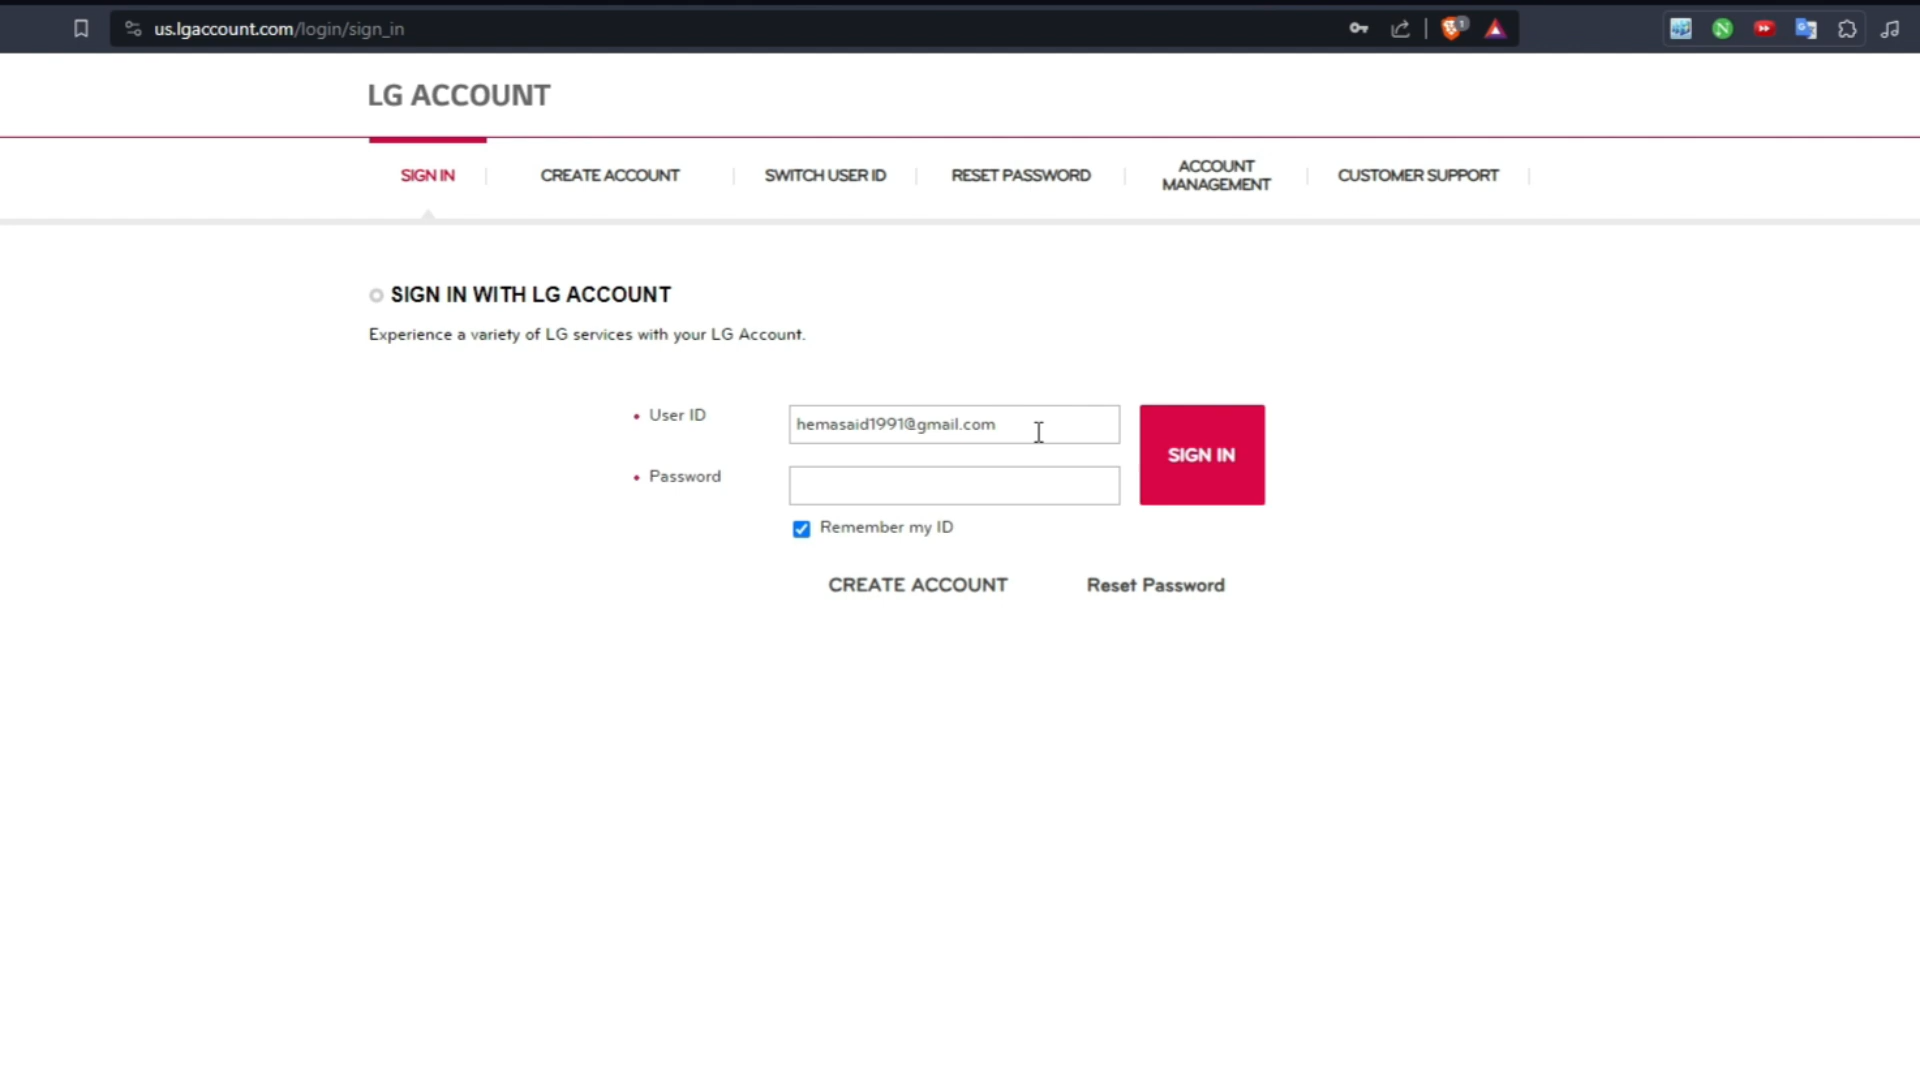 us.lgaccount.com/login/sign_in
1
LG ACCOUNT
SIGN IN
CREATE ACCOUNT
SWITCH USER ID
RESET PASSWORD
ACCOUNT
MANAGEMENT
CUSTOMER SUPPORT
SIGN IN WITH LG ACCOUNT
Experience a variety of LG services with your LG Account.
User ID
hemasaid1991@gmail.com
Password
SIGN IN
Remember my ID
CREATE ACCOUNT
Reset Password